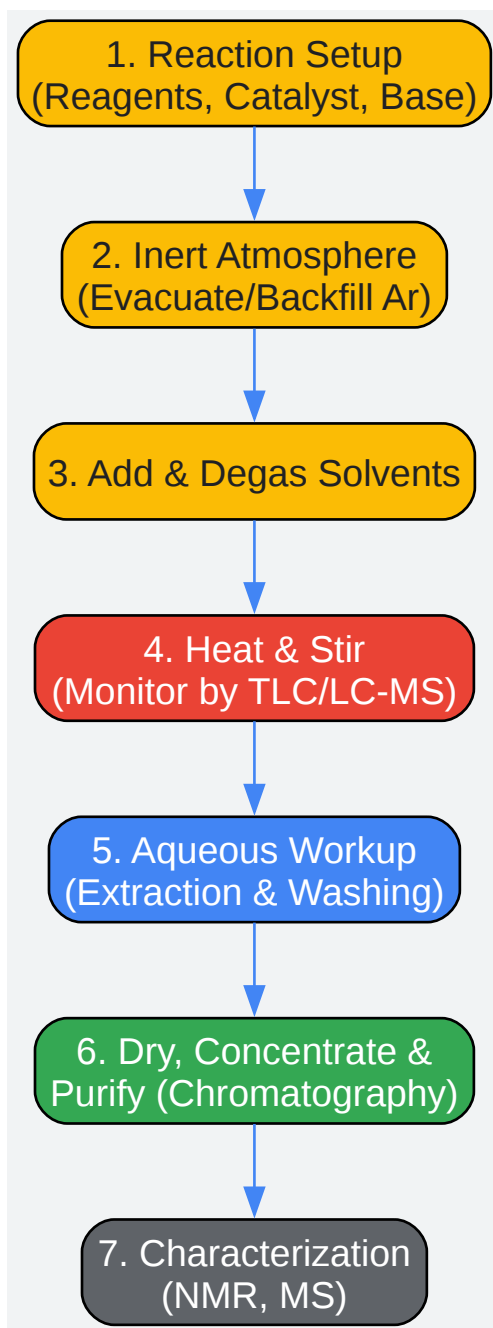 1. Reaction Setup
(Reagents, Catalyst, Base)
2. Inert Atmosphere
(Evacuate/Backfill Ar)
3. Add & Degas Solvents
4. Heat & Stir
(Monitor by TLC/LC-MS)
5. Aqueous Workup
(Extraction & Washing)
6. Dry, Concentrate &
Purify (Chromatography)
7. Characterization
(NMR, MS)